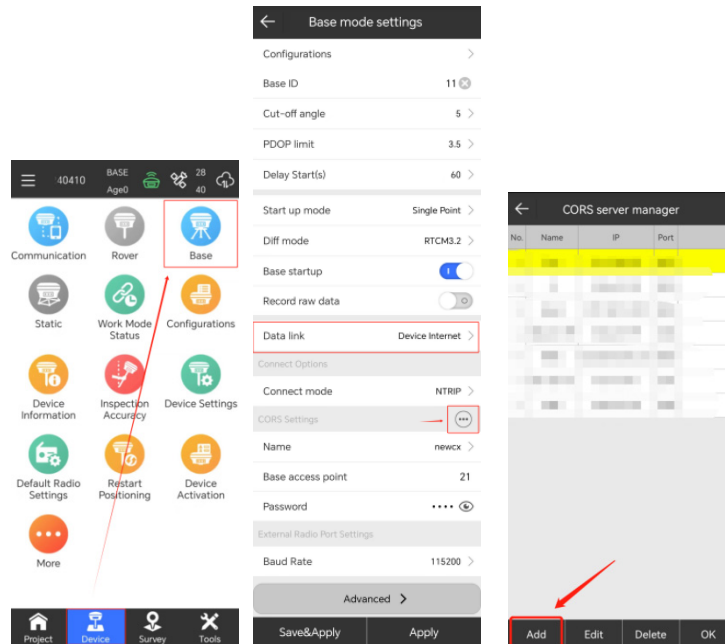 40410
BASE
Age0
28
40
Communication
Rover
Base
Static
Work Mode
Status
Configurations
Device
Information
Inspection
Accuracy
Device Settings
Default Radio
Settings
Restart
Positioning
Device
Activation
More
Project
Device
Survey
Tools
Base mode settings
Configurations
Base ID 11
Cut-off angle 5
PDOP limit 3.5
Delay Start(s) 60
Start up mode Single Point
Diff mode RTCM3.2
Base startup
Record raw data
Data link Device Internet
Connect Options
Connect mode NTRIP
CORS Settings
Name newcx
Base access point 21
Password ••••
External Radio Port Settings
Baud Rate 115200
Advanced
Save&Apply Apply
CORS server manager
No. Name IP Port
Add Edit Delete OK